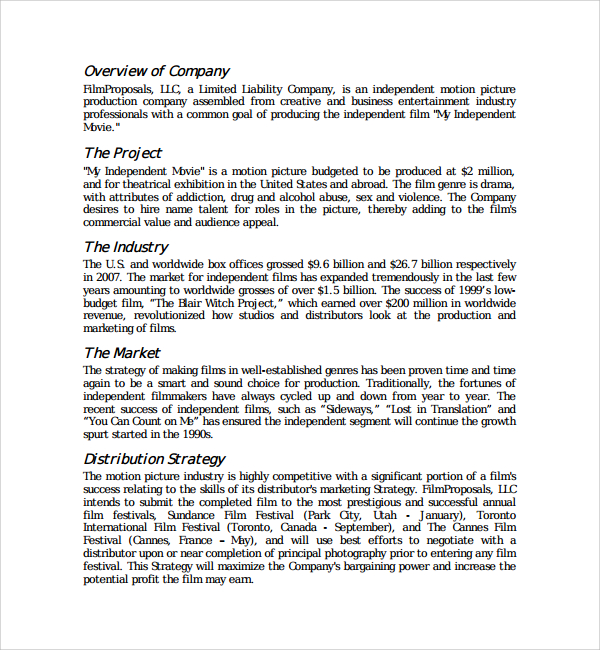 Overview of Company
FilmProposals, LLC, a Limited Liability Company, is an independent motion picture
production company assembled from creative and business entertainment industry
professionals with a common goal of producing the independent film "My Independent
Movie."
The Project
"My Independent Movie" is a motion picture budgeted to be produced at $2 million,
and for theatrical exhibition in the United States and abroad. The film genre is drama,
with attributes of addiction, drug and alcohol abuse, sex and violence. The Company
desires to hire name talent for roles in the picture, thereby adding to the film's
commercial value and audience appeal.
The Industry
The U.S. and worldwide box offices grossed $9.6 billion and $26.7 billion respectively
in 2007. The market for independent films has expanded tremendously in the last few
years amounting to worldwide grosses of over $1.5 billion. The success of 1999’s low-
budget film, “The Blair Witch Project,” which earned over $200 million in worldwide
revenue, revolutionized how studios and distributors look at the production and
marketing of films.
The Market
The strategy of making films in well-established genres has been proven time and time
again to be a smart and sound choice for production. Traditionally, the fortunes of
independent filmmakers have always cycled up and down from year to year. The
recent success of independent films, such as “Sideways,” “Lost in Translation” and
“You Can Count on Me” has ensured the independent segment will continue the growth
spurt started in the 1990s.
Distribution Strategy
The motion picture industry is highly competitive with a significant portion of a film's
success relating to the skills of its distributor's marketing Strategy. FilmProposals, LLC
intends to submit the completed film to the most prestigious and successful annual
film festivals, Sundance Film Festival (Park City, Utah - January), Toronto
International Film Festival (Toronto, Canada - September), and The Cannes Film
Festival (Cannes, France – May), and will use best efforts to negotiate with a
distributor upon or near completion of principal photography prior to entering any film
festival. This Strategy will maximize the Company's bargaining power and increase the
potential profit the film may earn.